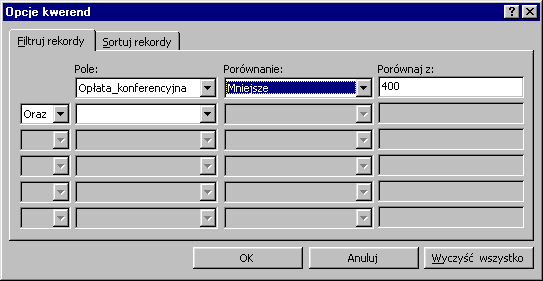 Opcje kwerend
Filtruj rekordy Sortuj rekordy
Pole: Porównanie: Porównaj z:
Opłata_konferencyjna Mniejsze 400
Oraz
OK Anuluj Wyczyść wszystko